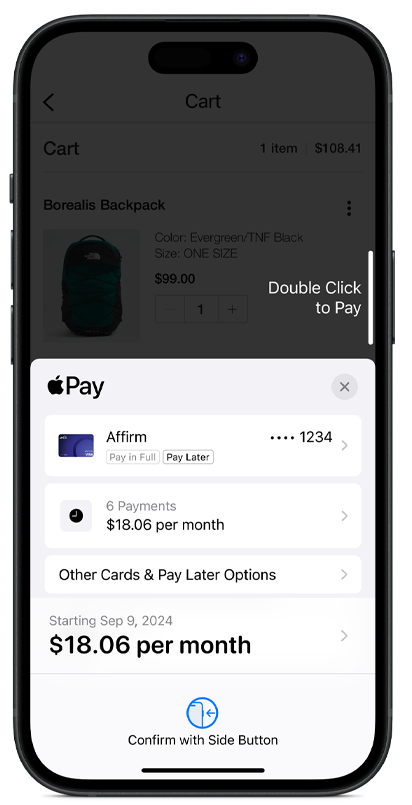 Cart
Cart 1 item | $108.41
Borealis Backpack
Color: Evergreen/TNF Black
Size: ONE SIZE
$99.00
- 1 +
Double Click
to Pay
Pay
Affirm •••• 1234
Pay in Full Pay Later
6 Payments
$18.06 per month
Other Cards & Pay Later Options
Starting Sep 9, 2024
$18.06 per month
Confirm with Side Button